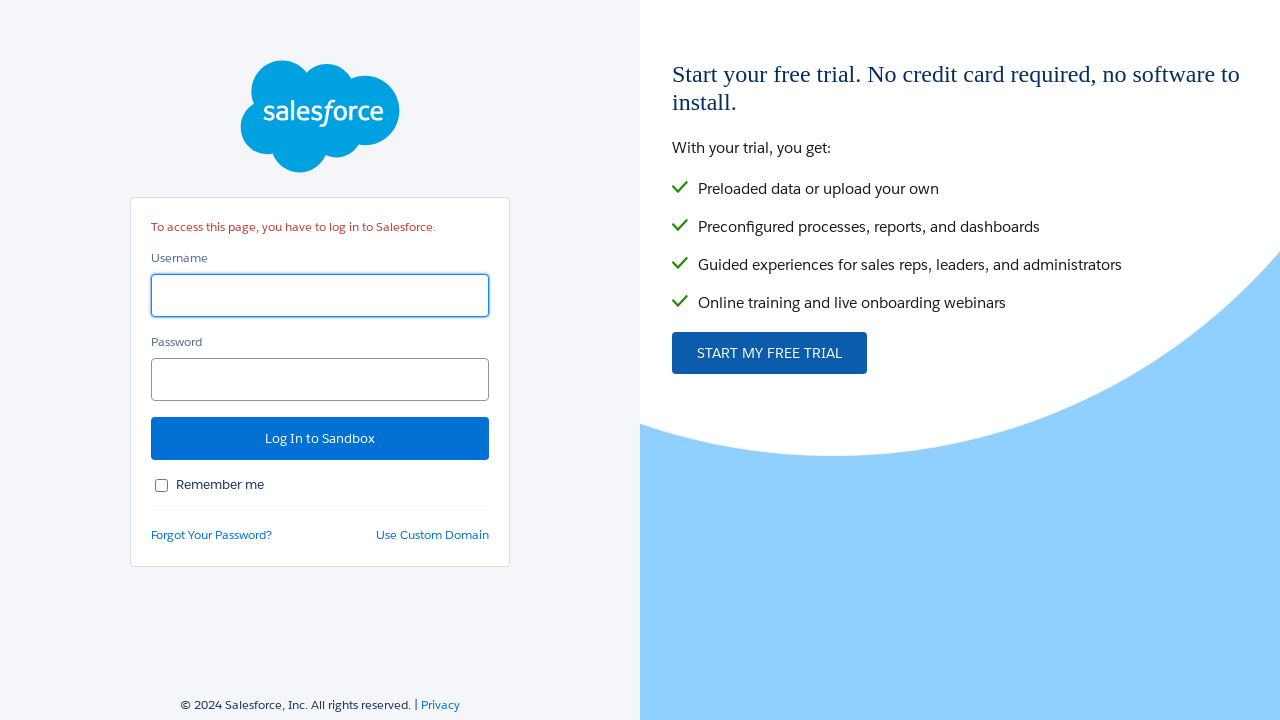 salesforce
To access this page, you have to log in to Salesforce.
Username
Password
Log In to Sandbox
Remember me
Forgot Your Password?
Use Custom Domain
© 2024 Salesforce, Inc. All rights reserved. | Privacy
Start your free trial. No credit card required, no software to
install.
With your trial, you get:
Preloaded data or upload your own
Preconfigured processes, reports, and dashboards
Guided experiences for sales reps, leaders, and administrators
Online training and live onboarding webinars
START MY FREE TRIAL